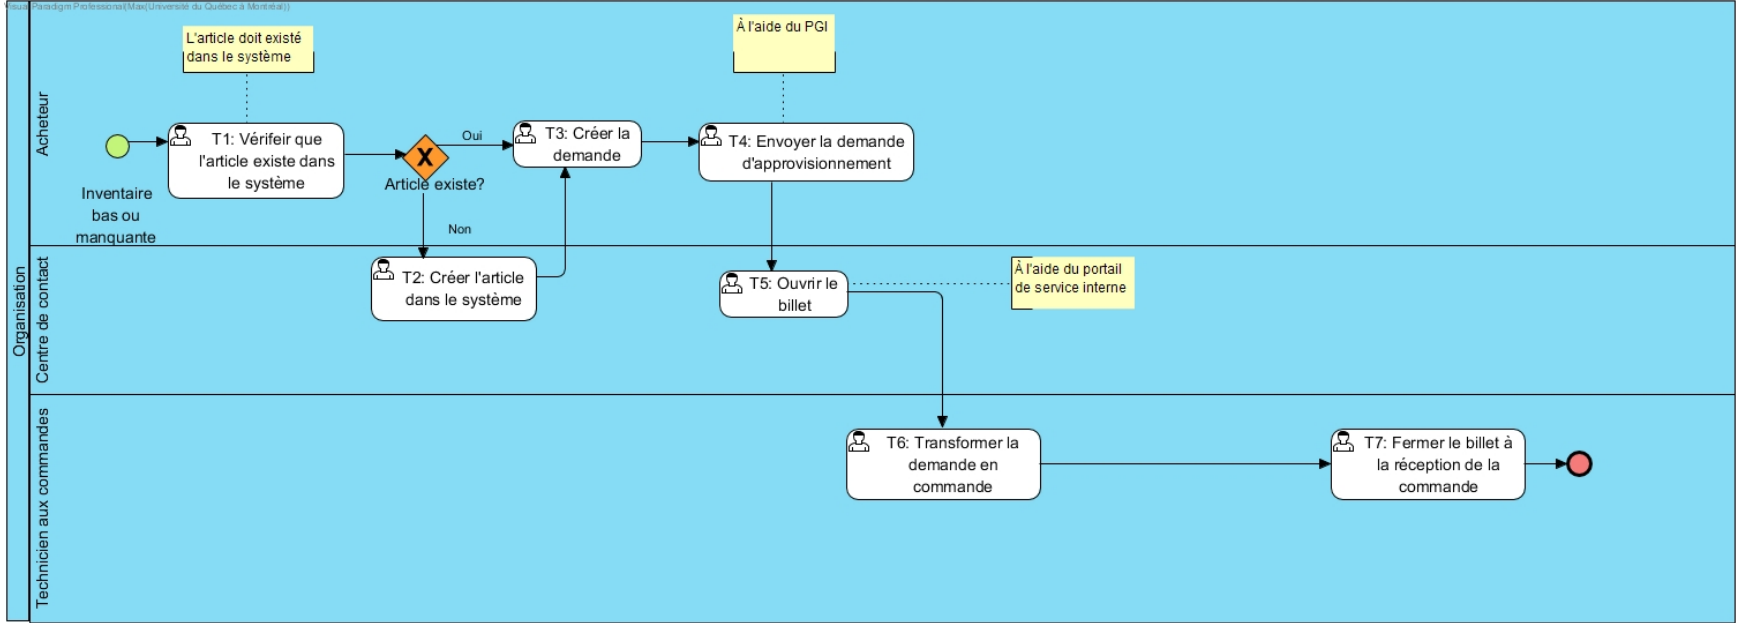 Visual Paradigm Professional(Max(Université du Québec à Montréal))
Organisation
Acheteur
L'article doit existé
dans le système
À l'aide du PGI
Inventaire
bas ou
manquante
T1: Vérifeir que
l'article existe dans
le système
Article existe?
Oui
Non
T3: Créer la
demande
T4: Envoyer la demande
d'approvisionnement
Centre de contact
T2: Créer l'article
dans le système
T5: Ouvrir le
billet
À l'aide du portail
de service interne
Technicien aux commandes
T6: Transformer la
demande en
commande
T7: Fermer le billet à
la réception de la
commande